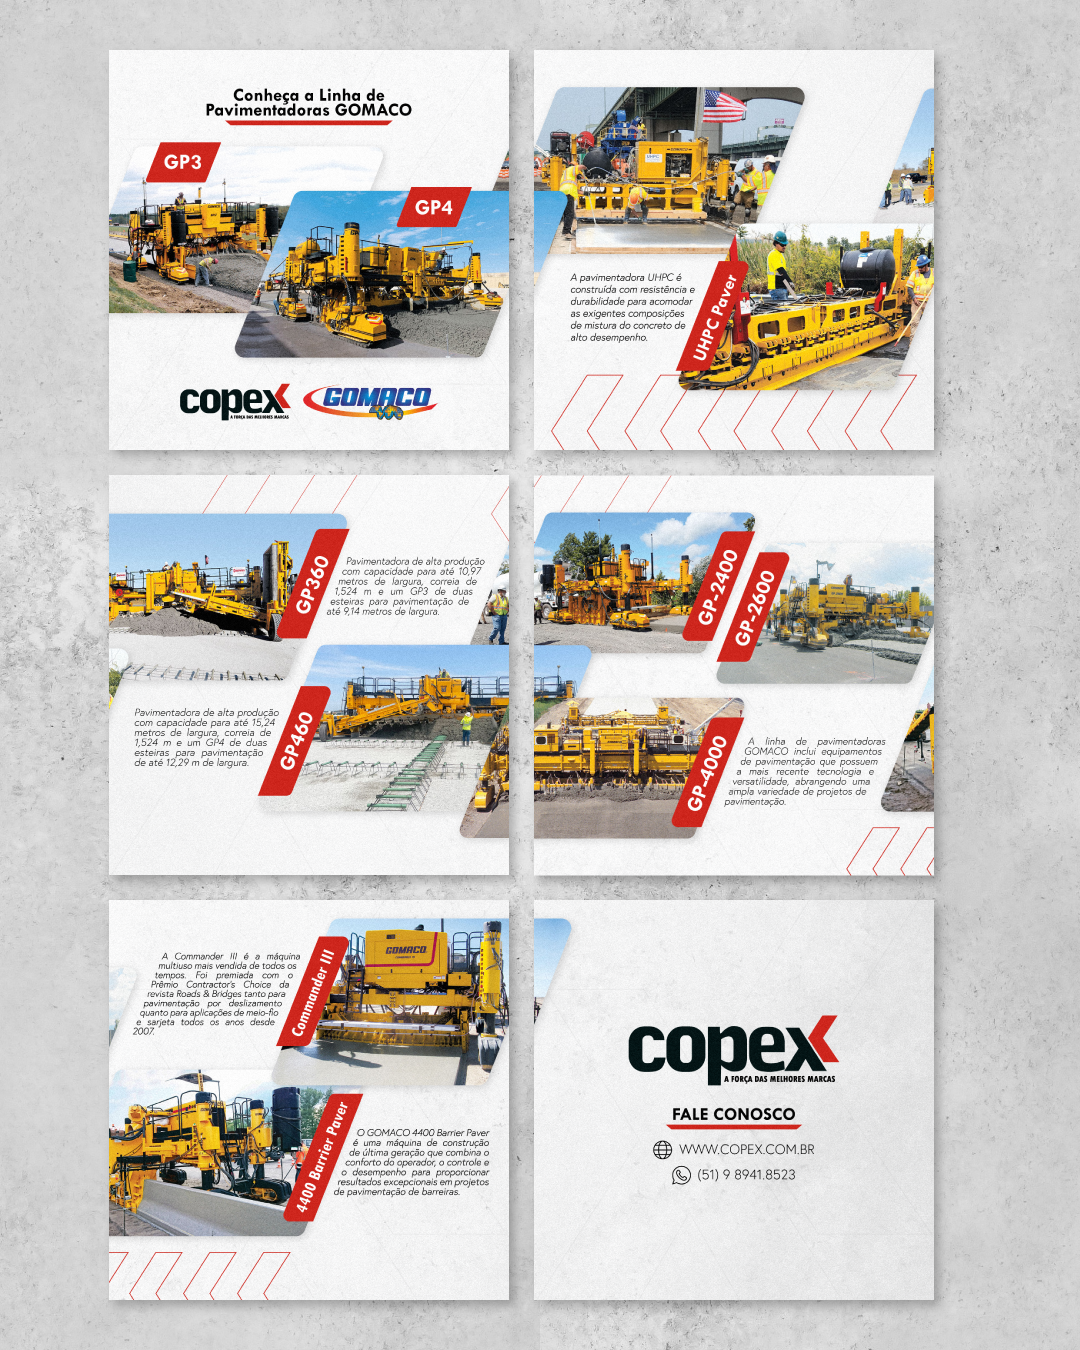 Conheça a Linha de
Pavimentadoras GOMACO
GP3
GP4
copex
A FORÇA DAS MELHORES MARCAS
GOMACO
GOMACO
UHPC
A pavimentadora UHPC é
construída com resistência e
durabilidade para acomodar
as exigentes composições
de mistura do concreto de
alto desempenho.
UHPC Paver
GP360
Pavimentadora de alta produção
com capacidade para até 10,97
metros de largura, correia de
1,524 m e um GP3 de duas
esteiras para pavimentação de
até 9,14 metros de largura.
Pavimentadora de alta produção
com capacidade para até 15,24
metros de largura, correia de
1,524 m e um GP4 de duas
esteiras para pavimentação
de até 12,29 m de largura.
GP460
GP-2400
GP-2600
GP-4000
A linha de pavimentadoras
GOMACO inclui equipamentos
de pavimentação que possuem
a mais recente tecnologia e
versatilidade, abrangendo uma
ampla variedade de projetos de
pavimentação.
A Commander III é a máquina
multiuso mais vendida de todos os
tempos. Foi premiada com o
Prêmio Contractor's Choice da
revista Roads & Bridges tanto para
pavimentação por deslizamento
quanto para aplicações de meio-fio
e sarjeta todos os anos desde
2007.
Commander III
GOMACO
4400 Barrier Paver
O GOMACO 4400 Barrier Paver
é uma máquina de construção
de última geração que combina o
conforto do operador, o controle e
o desempenho para proporcionar
resultados excepcionais em projetos
de pavimentação de barreiras.
copex
A FORÇA DAS MELHORES MARCAS
FALE CONOSCO
WWW.COPEX.COM.BR
(51) 9 8941.8523